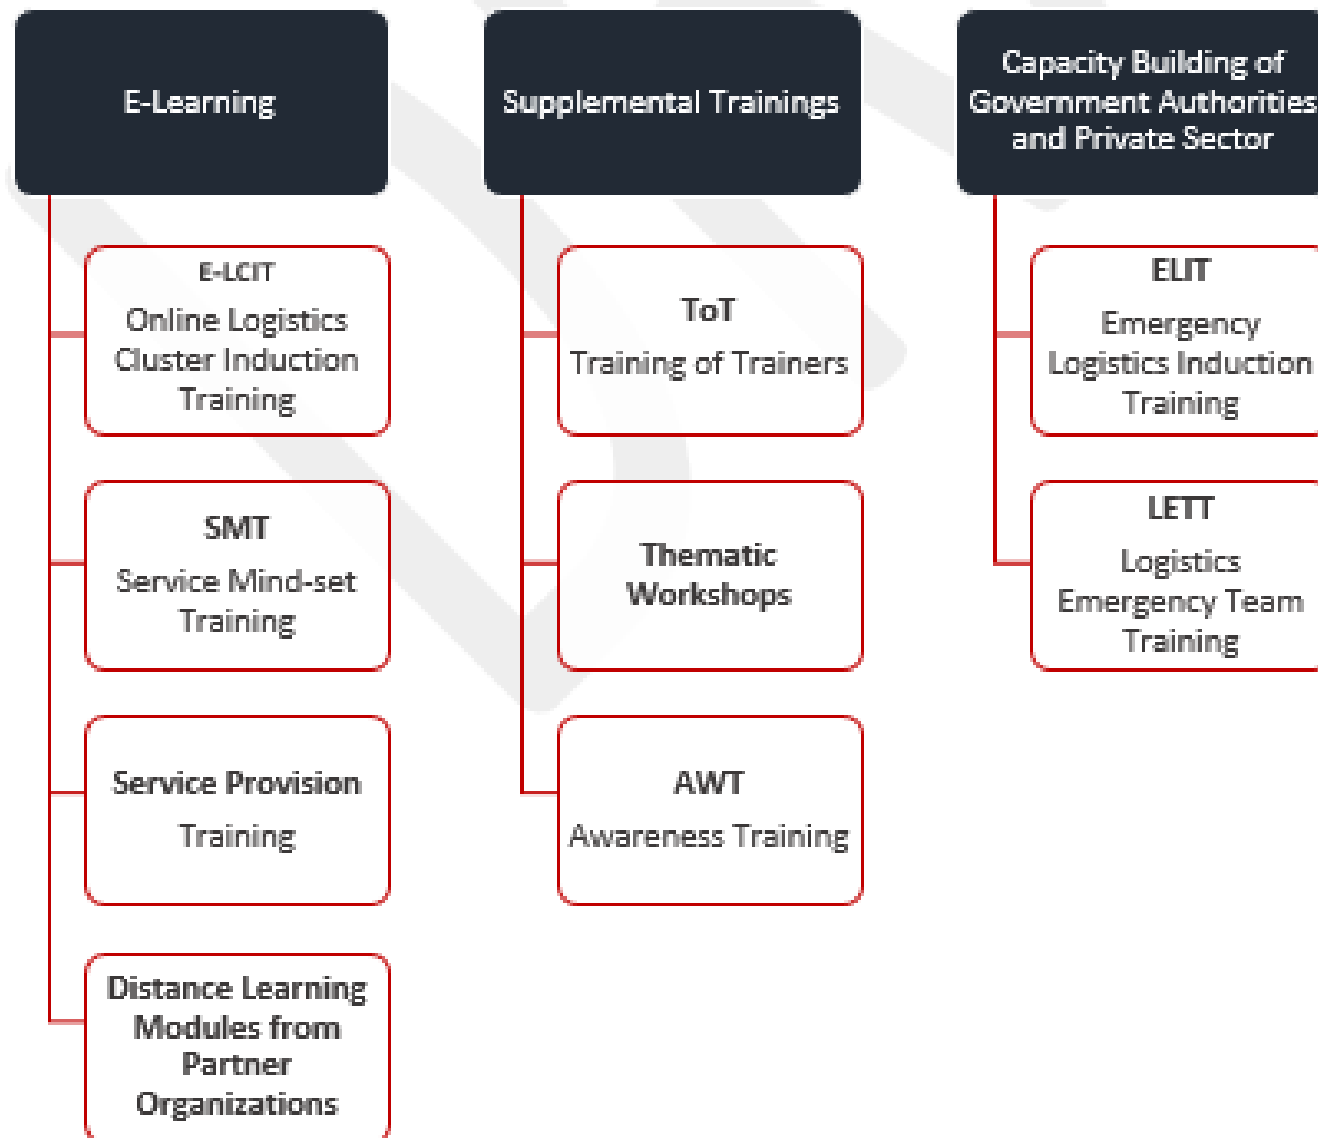 E-Learning
E-LCIT
Online Logistics
Cluster Induction
Training
SMT
Service Mind-set
Training
Service Provision
Training
Distance Learning
Modules from
Partner
Organizations
Supplemental Trainings
ToT
Training of Trainers
Thematic
Workshops
AWT
Awareness Training
Capacity Building of
Government Authorities
and Private Sector
ELIT
Emergency
Logistics Induction
Training
LETT
Logistics
Emergency Team
Training